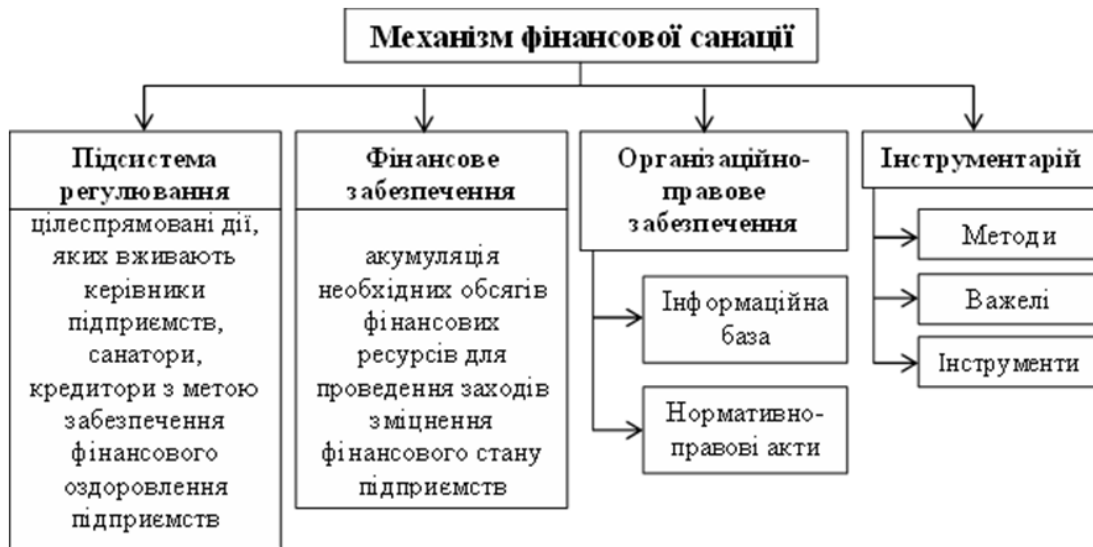 Механізм фінансової санації
Підсистема
регулювання
цілеспрямовані дії,
яких вживають
керівники
підприємств,
санатори,
кредитори з метою
забезпечення
фінансового
оздоровлення
підприємств
Фінансове
забезпечення
акумуляція
необхідних обсягів
фінансових
ресурсів для
проведення заходів
зміцнення
фінансового стану
підприємств
Організаційно-
правове
забезпечення
Інформаційна
база
Нормативно-
правові акти
Інструментарій
Методи
Важелі
Інструменти